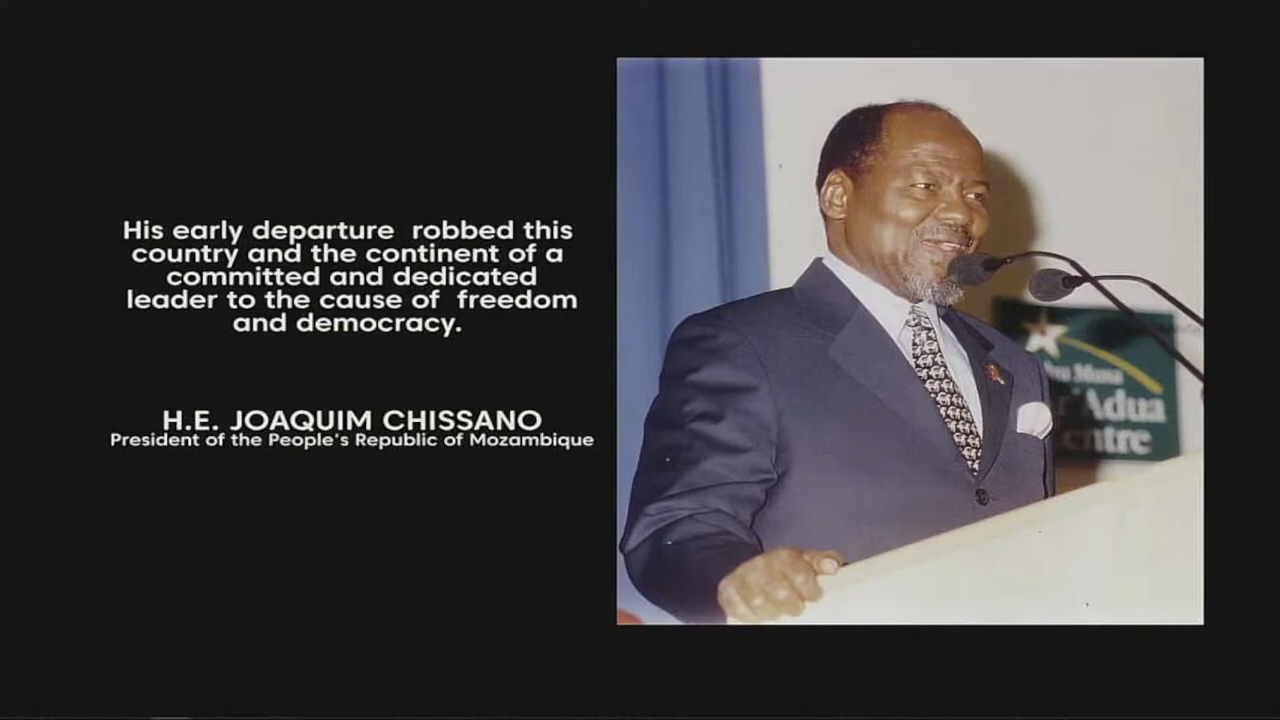 His early departure robbed this
country and the continent of a
committed and dedicated
leader to the cause of freedom
and democracy.
H.E. JOAQUIM CHISSANO
President of the People's Republic of Mozambique
Musa
Adua